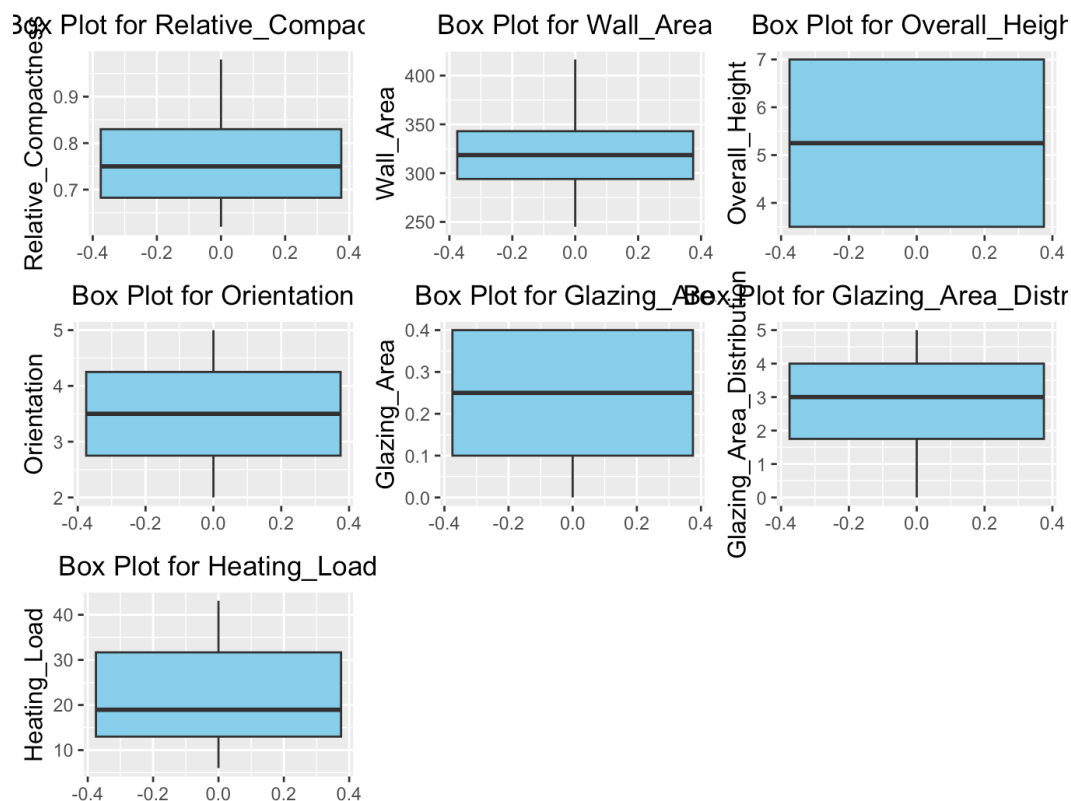 Box Plot for Relative_Compac
Relative_Compactness
0.9
0.8
0.7
-0.4 -0.2 0.0 0.2 0.4
Box Plot for Wall_Area
Wall_Area
400
350
300
250
-0.4 -0.2 0.0 0.2 0.4
Box Plot for Overall_Heigh
Overall_Height
7
6
5
4
-0.4 -0.2 0.0 0.2 0.4
Box Plot for Orientation
Orientation
5
4
3
2
-0.4 -0.2 0.0 0.2 0.4
Box Plot for Glazing_Area
Glazing_Area
0.4
0.3
0.2
0.1
0.0
-0.4 -0.2 0.0 0.2 0.4
Box Plot for Glazing_Area_Distr
Glazing_Area_Distribution
5
4
3
2
1
0
-0.4 -0.2 0.0 0.2 0.4
Box Plot for Heating_Load
Heating_Load
40
30
20
10
-0.4 -0.2 0.0 0.2 0.4